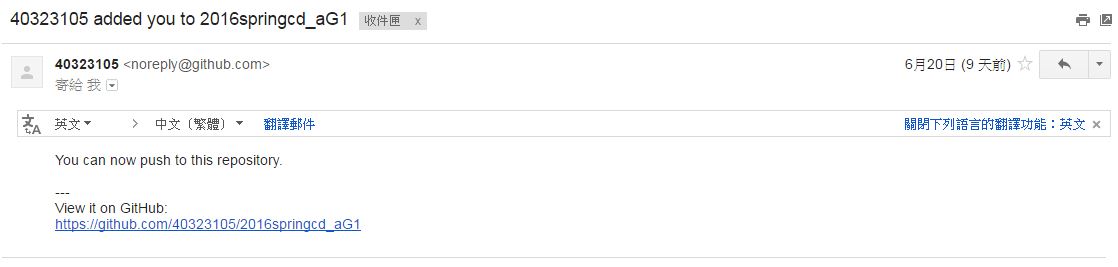 40323105 added you to 2016springcd_aG1 收件匣 x
40323105 <noreply@github.com> 6月20日 (9 天前)
寄給 我
英文 > 中文（繁體） 翻譯郵件 關閉下列語言的翻譯功能：英文 ×
You can now push to this repository.
---
View it on GitHub:
https://github.com/40323105/2016springcd_aG1